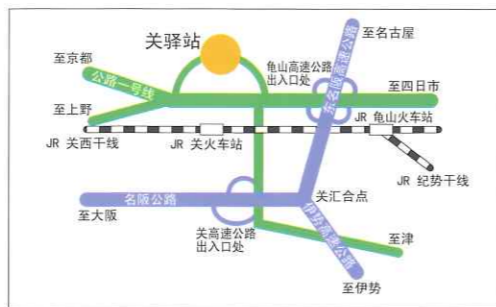 至名古屋
关驿站
至京都
公路一号线
龟山高速公路
出入口处
东名阪高速公路
至四日市
至上野
JR 龟山火车站
JR 关西干线
JR 关火车站
JR 纪势干线
名阪公路
关汇合点
至大阪
关高速公路
出入口处
伊势高速公路
至津
至伊势